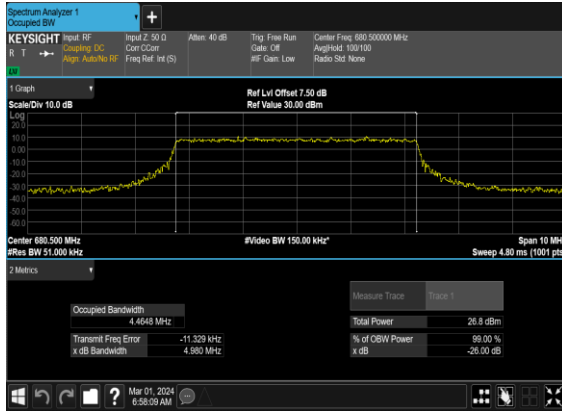 Spectrum Analyzer 1
Occupied BW
+
KEYSIGHT Input: RF Input Z: 50 Ω Atten: 40 dB Trig: Free Run Center Freq: 680.500000 MHz
R T Coupling: DC Corr CCorr Gate: Off Avg|Hold: 100/100
Align: Auto/No RF Freq Ref: Int (S) #IF Gain: Low Radio Std: None
LV
1 Graph
Ref Lvl Offset 7.50 dB
Scale/Div 10.0 dB Ref Value 30.00 dBm
Log
20.0
10.0
0.00
-10.0
-20.0
-30.0
-40.0
-50.0
-60.0
Center 680.500 MHz #Video BW 150.00 kHz* Span 10 MH
#Res BW 51.000 kHz Sweep 4.80 ms (1001 pts
2 Metrics
Measure Trace Trace 1
Occupied Bandwidth
4.4648 MHz Total Power 26.8 dBm
Transmit Freq Error -11.329 kHz % of OBW Power 99.00 %
x dB Bandwidth 4.980 MHz x dB -26.00 dB
? Mar 01, 2024
6:58:09 AM